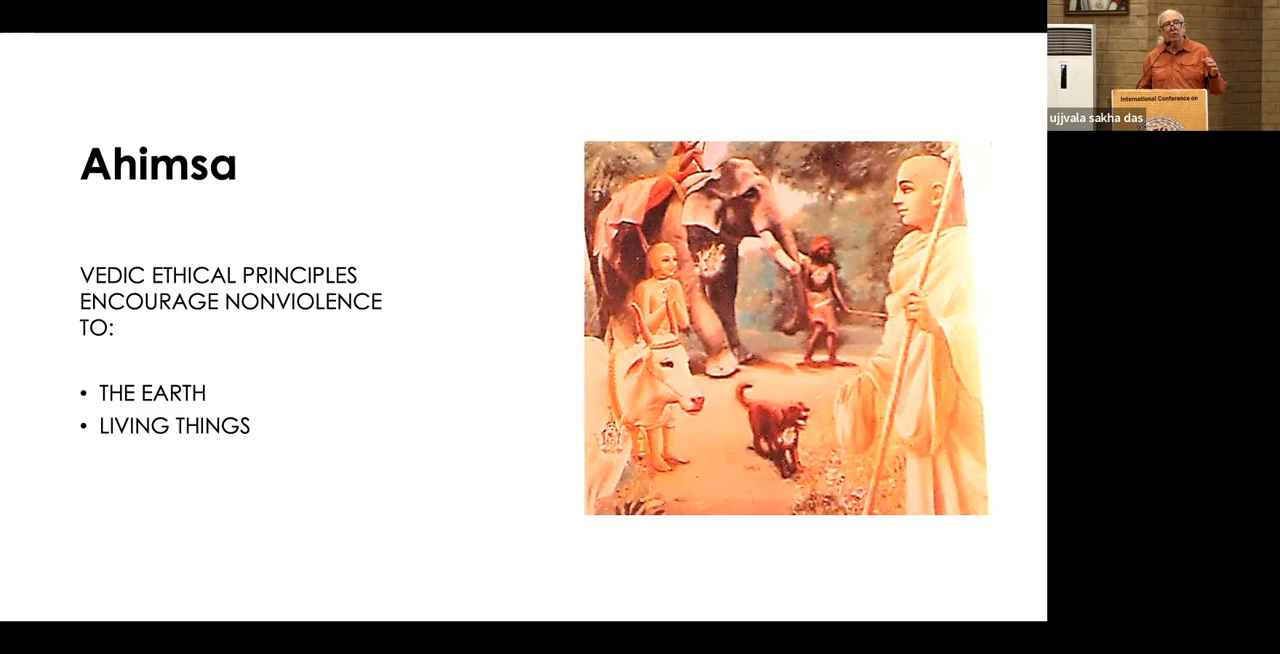 Ahimsa
VEDIC ETHICAL PRINCIPLES
ENCOURAGE NONVIOLENCE
TO:
• THE EARTH
• LIVING THINGS
International Conference on
ujjvala sakha das